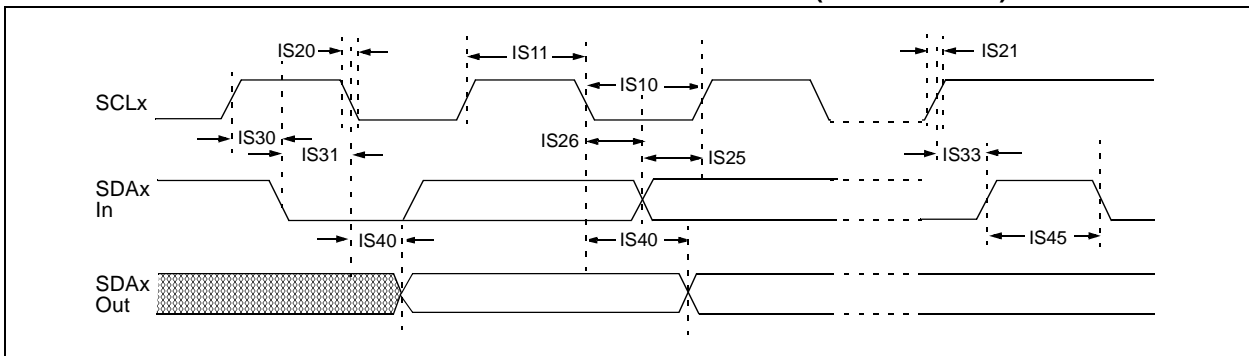 IS20
IS11
IS10
IS21
SCLx
IS30
IS31
IS26
IS25
IS33
SDAx
In
IS40
IS40
IS45
SDAx
Out